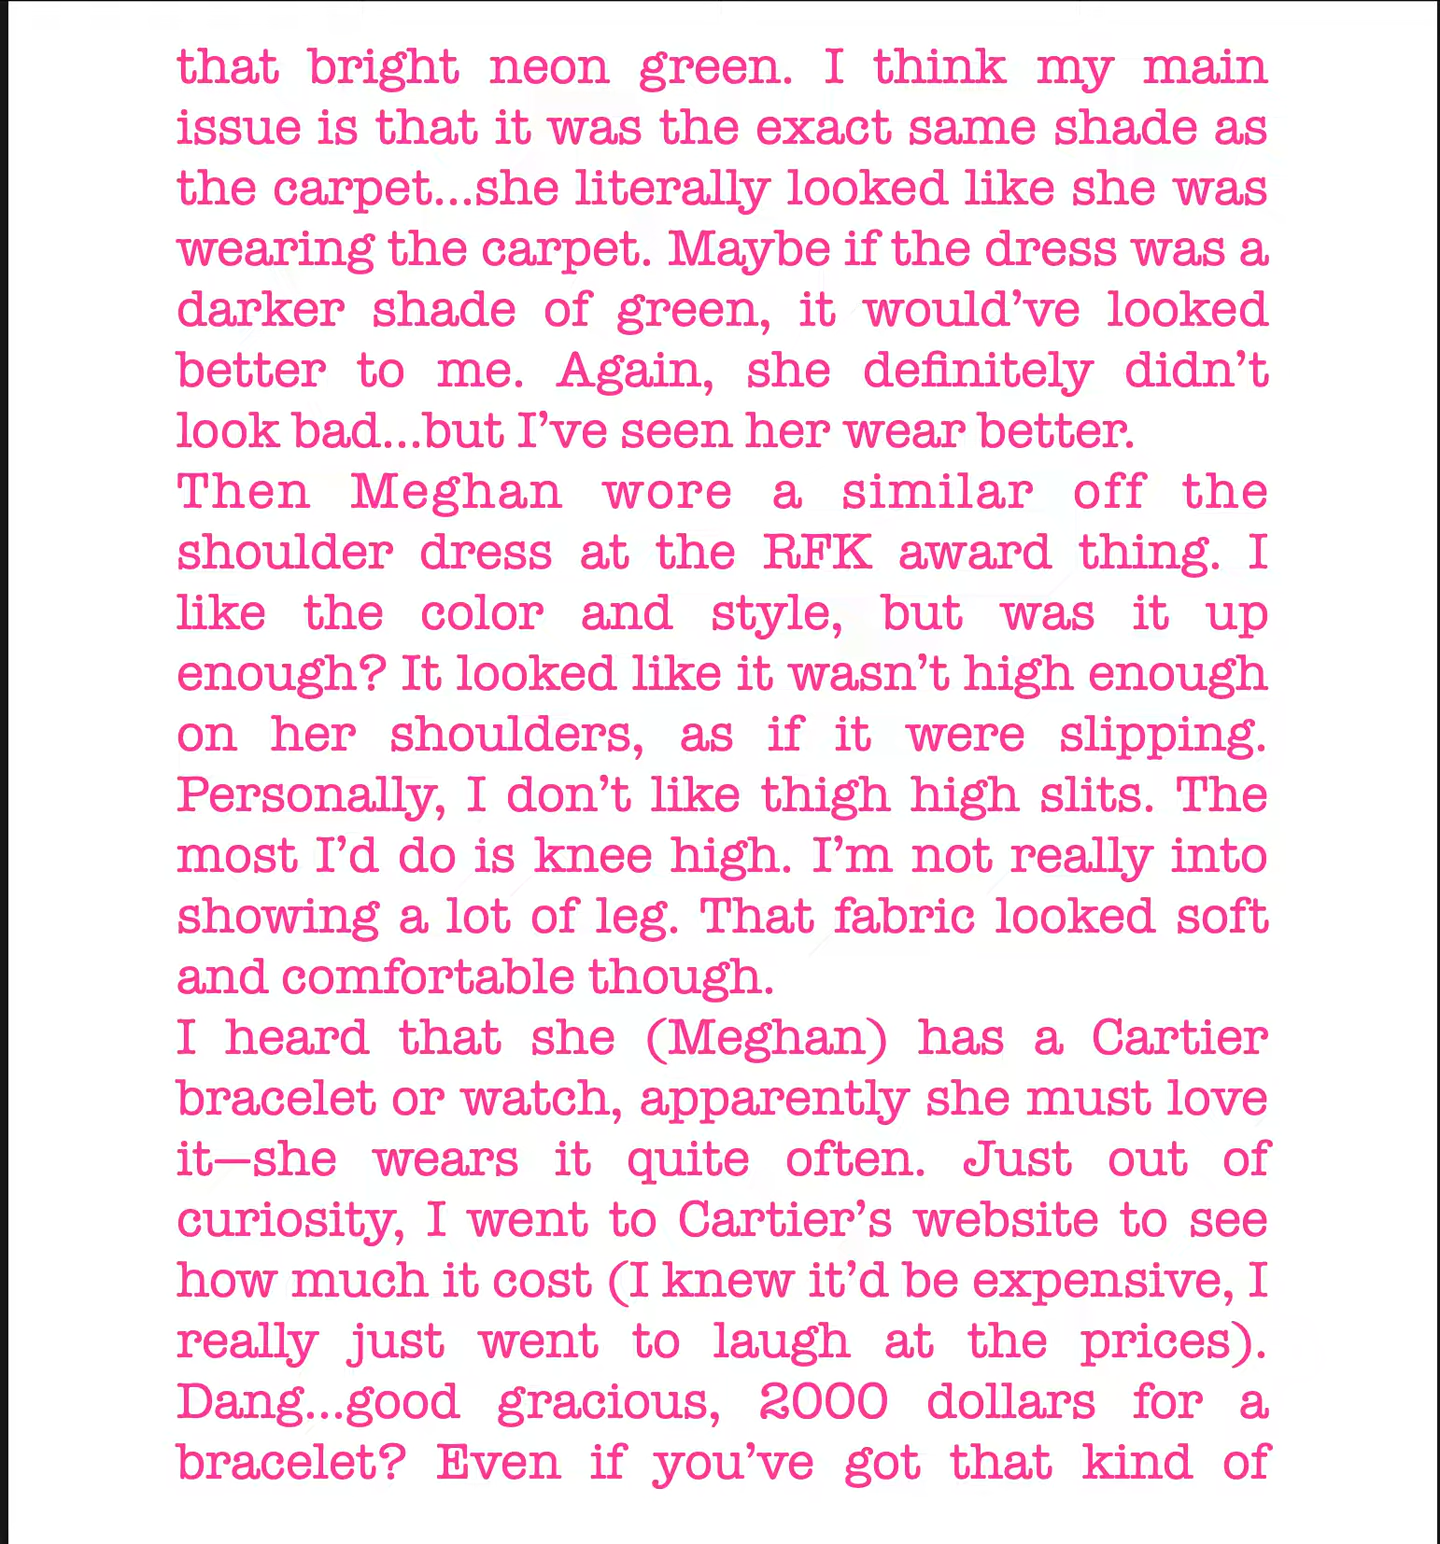 that bright neon green. I think my main
issue is that it was the exact same shade as
the carpet...she literally looked like she was
wearing the carpet. Maybe if the dress was a
darker shade of green, it would’ve looked
better to me. Again, she definitely didn’t
look bad...but I’ve seen her wear better.
Then Meghan wore a similar off the
shoulder dress at the RFK award thing. I
like the color and style, but was it up
enough? It looked like it wasn’t high enough
on her shoulders, as if it were slipping.
Personally, I don’t like thigh high slits. The
most I’d do is knee high. I’m not really into
showing a lot of leg. That fabric looked soft
and comfortable though.
I heard that she (Meghan) has a Cartier
bracelet or watch, apparently she must love
it—she wears it quite often. Just out of
curiosity, I went to Cartier’s website to see
how much it cost (I knew it’d be expensive, I
really just went to laugh at the prices).
Dang...good gracious, 2000 dollars for a
bracelet? Even if you’ve got that kind of